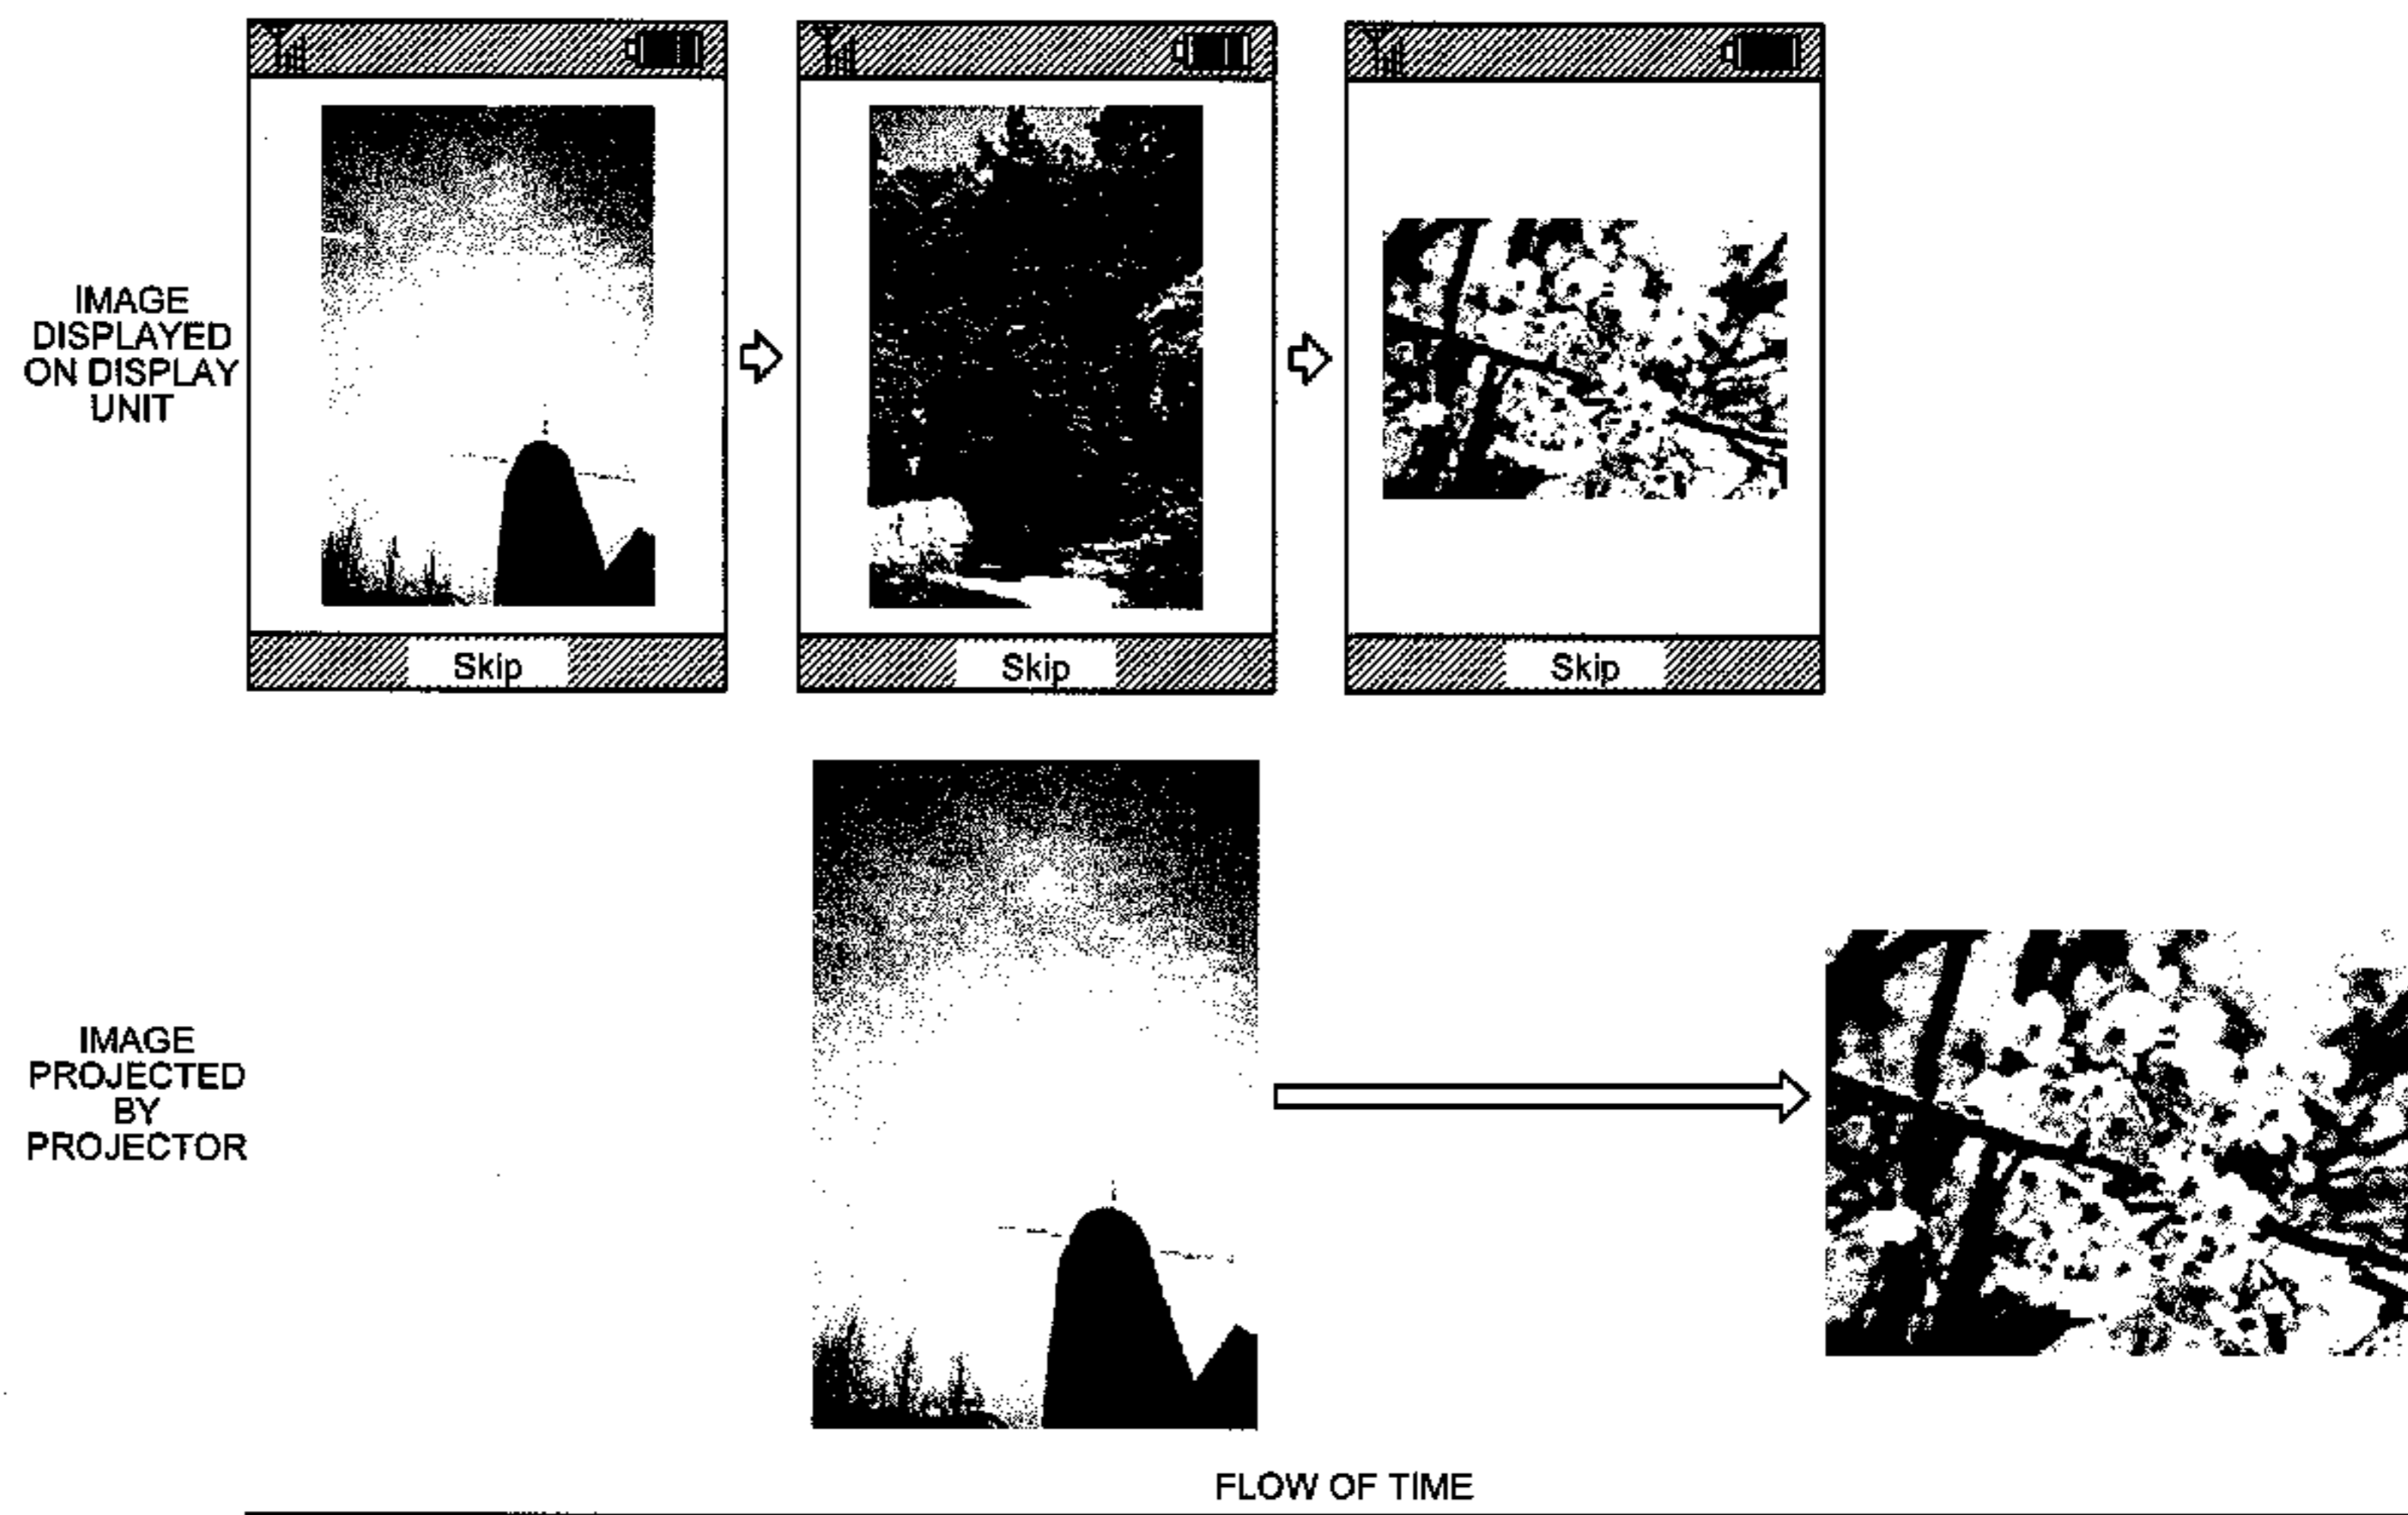 IMAGE
DISPLAYED
ON DISPLAY
UNIT
Skip
Skip
Skip
IMAGE
PROJECTED
BY
PROJECTOR
FLOW OF TIME